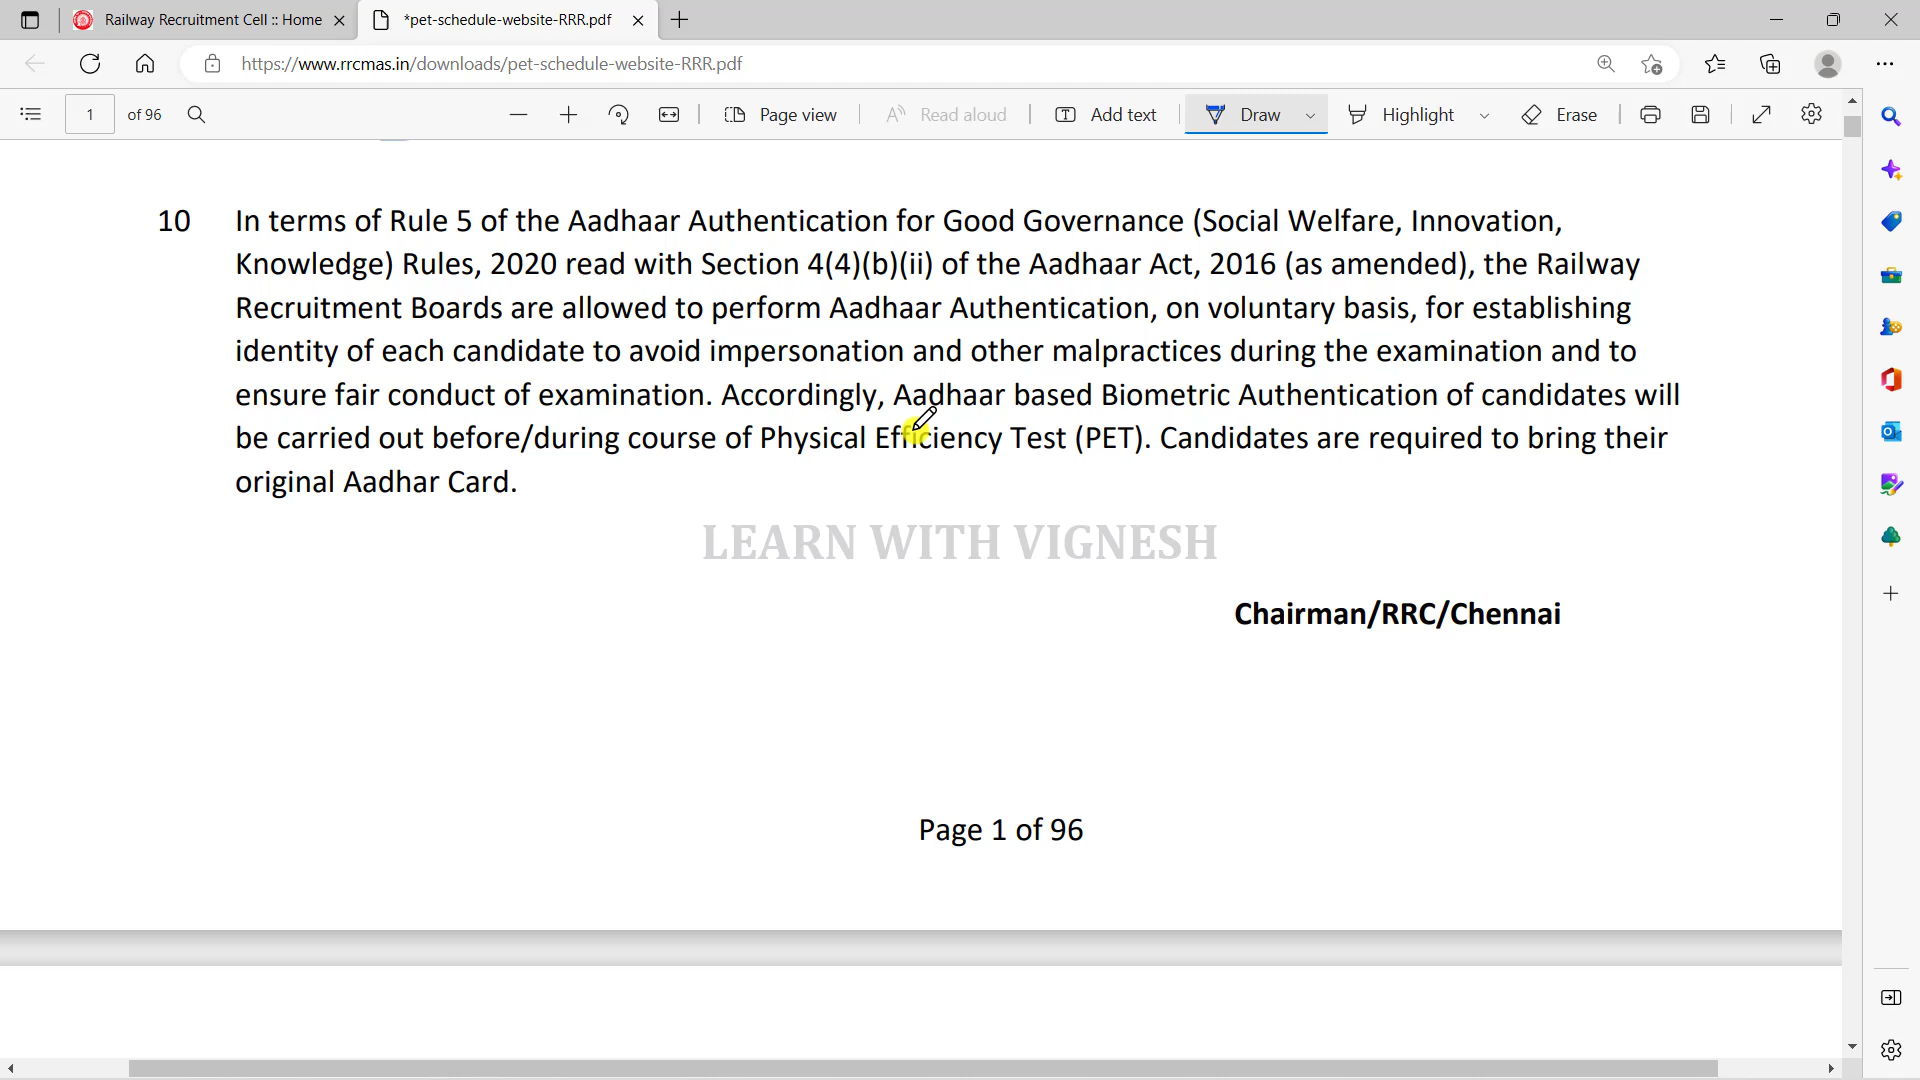 Railway Recruitment Cell :: Home
*pet-schedule-website-RRR.pdf
https://www.rrcmas.in/downloads/pet-schedule-website-RRR.pdf
1 of 96 Page view Read aloud Add text Draw Highlight Erase
10 In terms of Rule 5 of the Aadhaar Authentication for Good Governance (Social Welfare, Innovation,
Knowledge) Rules, 2020 read with Section 4(4)(b)(ii) of the Aadhaar Act, 2016 (as amended), the Railway
Recruitment Boards are allowed to perform Aadhaar Authentication, on voluntary basis, for establishing
identity of each candidate to avoid impersonation and other malpractices during the examination and to
ensure fair conduct of examination. Accordingly, Aadhaar based Biometric Authentication of candidates will
be carried out before/during course of Physical Efficiency Test (PET). Candidates are required to bring their
original Aadhar Card.
LEARN WITH VIGNESH
Chairman/RRC/Chennai
Page 1 of 96